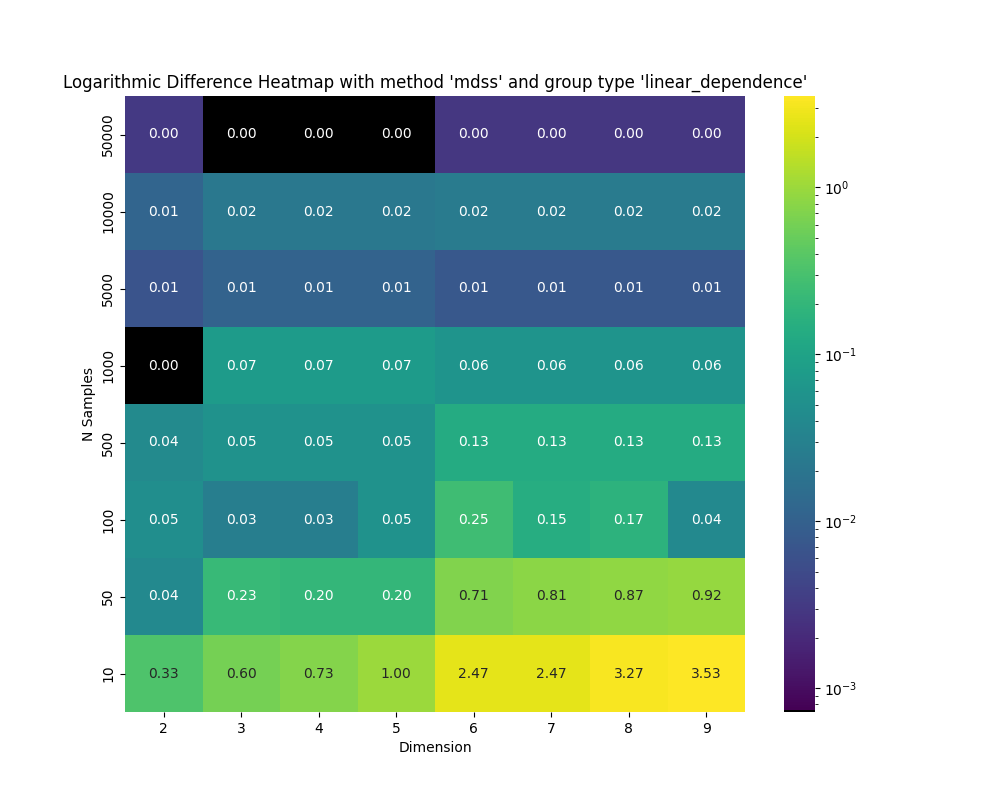 Logarithmic Difference Heatmap with method 'mdss' and group type 'linear_dependence'
50000 0.00 0.00 0.00 0.00 0.00 0.00 0.00 0.00
10000 0.01 0.02 0.02 0.02 0.02 0.02 0.02 0.02
5000 0.01 0.01 0.01 0.01 0.01 0.01 0.01 0.01
1000 0.00 0.07 0.07 0.07 0.06 0.06 0.06 0.06
500 0.04 0.05 0.05 0.05 0.13 0.13 0.13 0.13
100 0.05 0.03 0.03 0.05 0.25 0.15 0.17 0.04
50 0.04 0.23 0.20 0.20 0.71 0.81 0.87 0.92
10 0.33 0.60 0.73 1.00 2.47 2.47 3.27 3.53
2 3 4 5 6 7 8 9
Dimension
N Samples
10⁰
10⁻¹
10⁻²
10⁻³